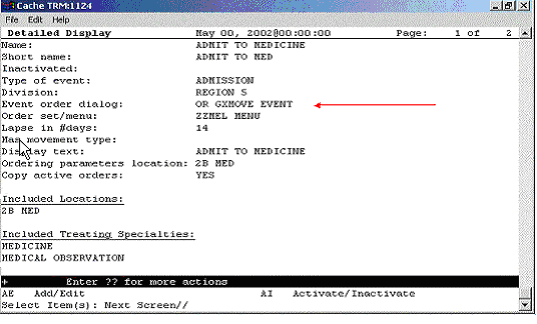 Cache TRM:1124
File Edit Help
Detailed Display May 00, 2002@00:00:00 Page: 1 of 2
Name: ADMIT TO MEDICINE
Short name: ADMIT TO MED
Inactivated:
Type of event: ADMISSION
Division: REGION 5
Event order dialog: OR GXMOVE EVENT
Order set/menu: ZZMEL MENU
Lapse in #days: 14
Has movement type:
Display text: ADMIT TO MEDICINE
Ordering parameters location: 2B MED
Copy active orders: YES
Included Locations:
2B MED
Included Treating Specialties:
MEDICINE
MEDICAL OBSERVATION
+ Enter ?? for more actions
AE Add/Edit AI Activate/Inactivate
Select Item(s): Next Screen//